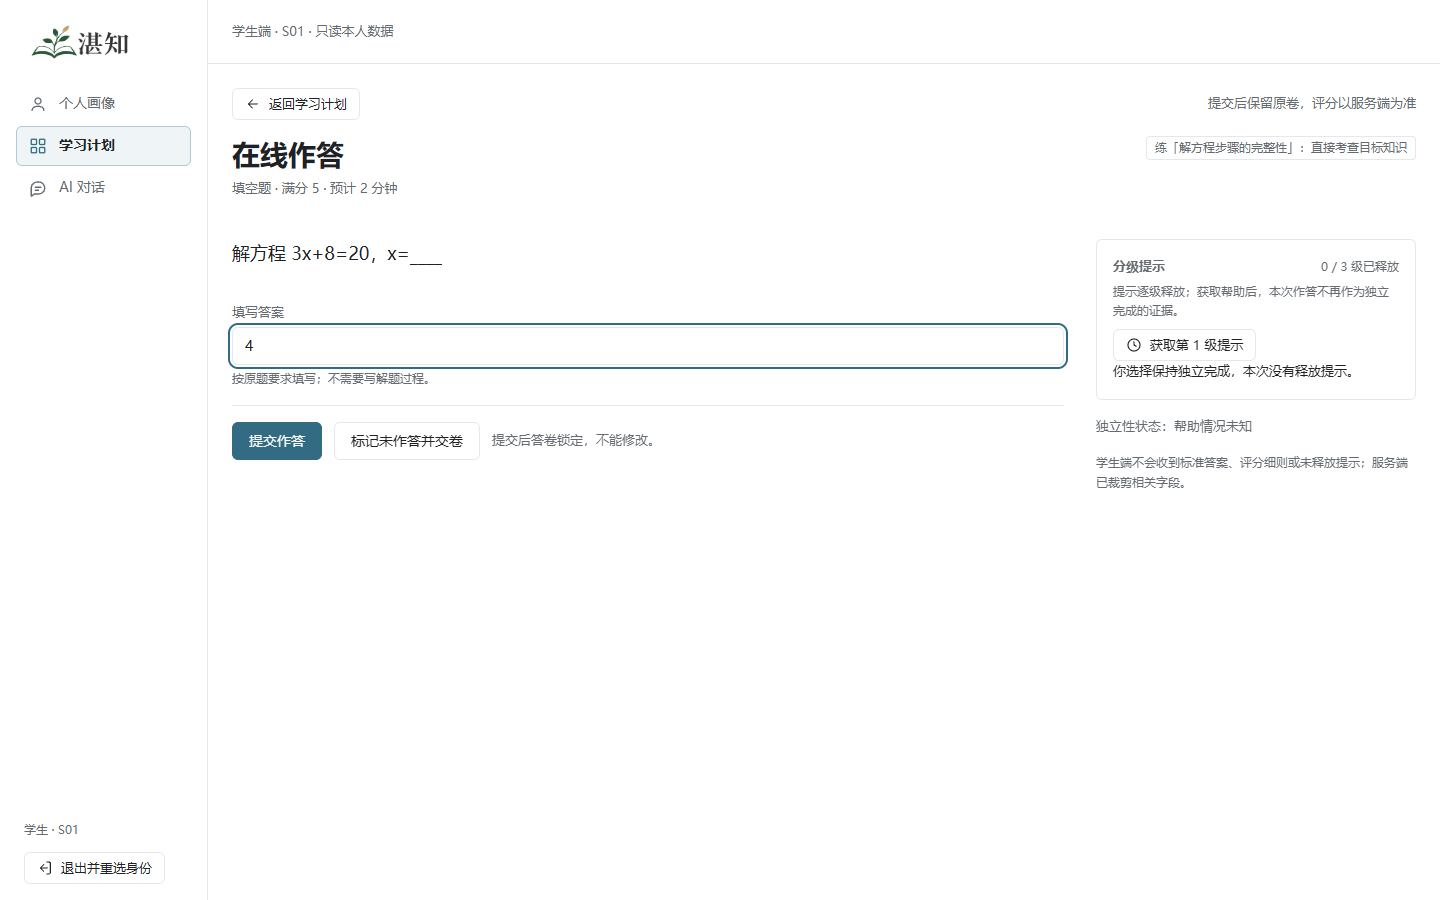 湛知
个人画像
学习计划
AI 对话
学生 · S01
退出并重选身份
学生端 · S01 · 只读本人数据
返回学习计划
提交后保留原卷，评分以服务端为准
在线作答
练「解方程步骤的完整性」：直接考查目标知识
填空题 · 满分 5 · 预计 2 分钟
解方程 3x+8=20，x=____
填写答案
4
按原题要求填写；不需要写解题过程。
提交作答
标记未作答并交卷
提交后答卷锁定，不能修改。
分级提示
0 / 3 级已释放
提示逐级释放；获取帮助后，本次作答不再作为独立
完成的证据。
获取第 1 级提示
你选择保持独立完成，本次没有释放提示。
独立性状态：帮助情况未知
学生端不会收到标准答案、评分细则或未释放提示；服务端
已裁剪相关字段。